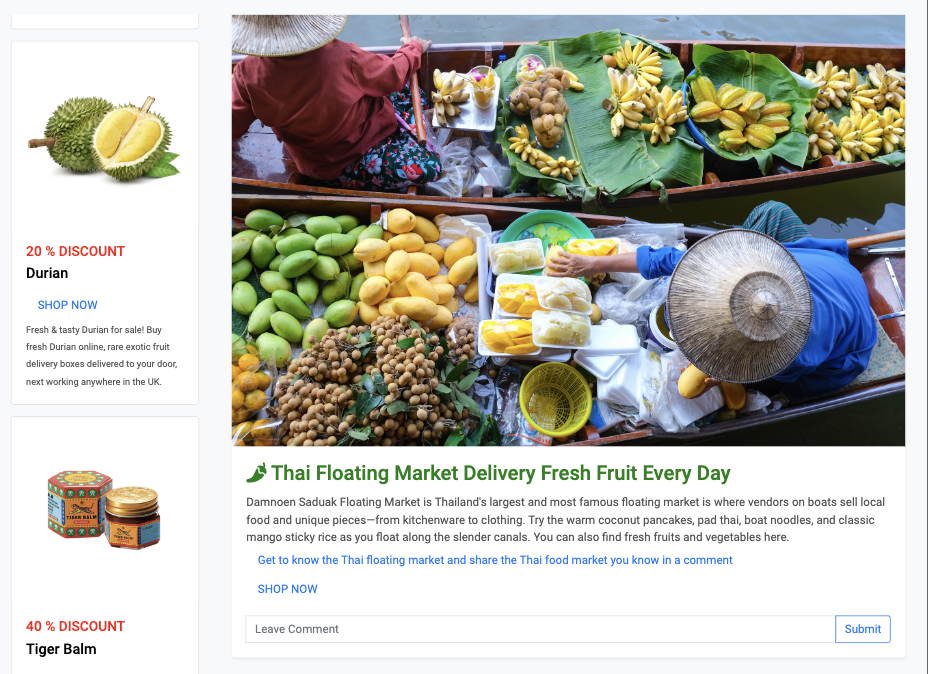 20 % DISCOUNT
Durian
SHOP NOW
Fresh & tasty Durian for sale! Buy
fresh Durian online, rare exotic fruit
delivery boxes delivered to your door,
next working anywhere in the UK.
TIGER BALM
40 % DISCOUNT
Tiger Balm
Thai Floating Market Delivery Fresh Fruit Every Day
Damnoen Saduak Floating Market is Thailand's largest and most famous floating market is where vendors on boats sell local
food and unique pieces—from kitchenware to clothing. Try the warm coconut pancakes, pad thai, boat noodles, and classic
mango sticky rice as you float along the slender canals. You can also find fresh fruits and vegetables here.
Get to know the Thai floating market and share the Thai food market you know in a comment
SHOP NOW
Leave Comment
Submit